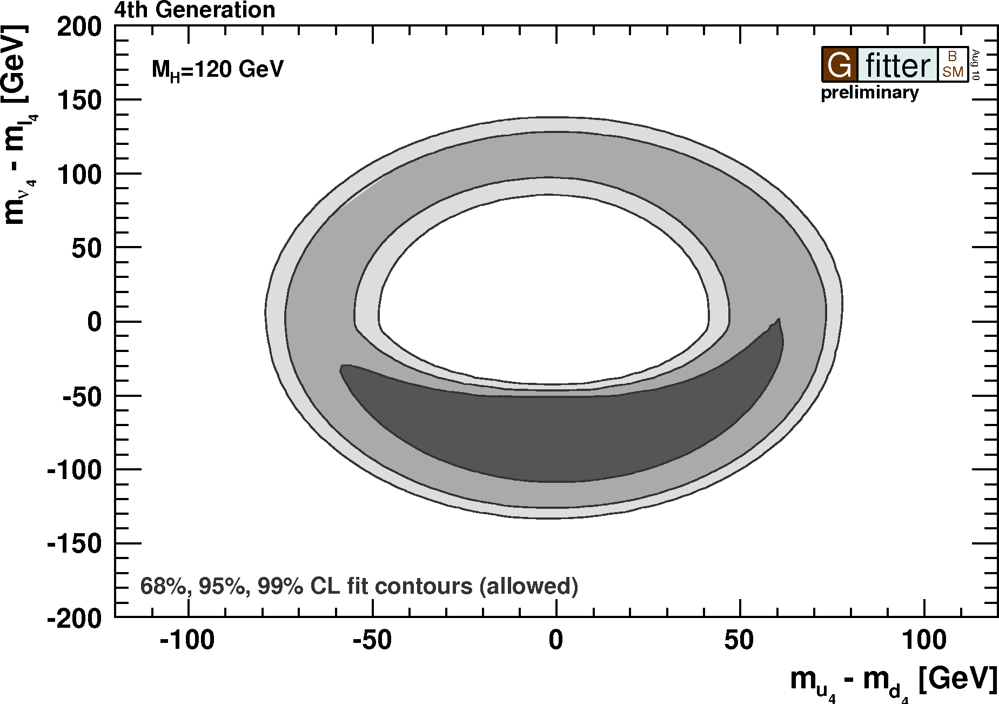 4th Generation
M_H=120 GeV
G fitter B SM
Aug 10
preliminary
m_ν4 - m_l4 [GeV]
200
150
100
50
0
-50
-100
-150
-200
68%, 95%, 99% CL fit contours (allowed)
-100 -50 0 50 100
m_u4 - m_d4 [GeV]